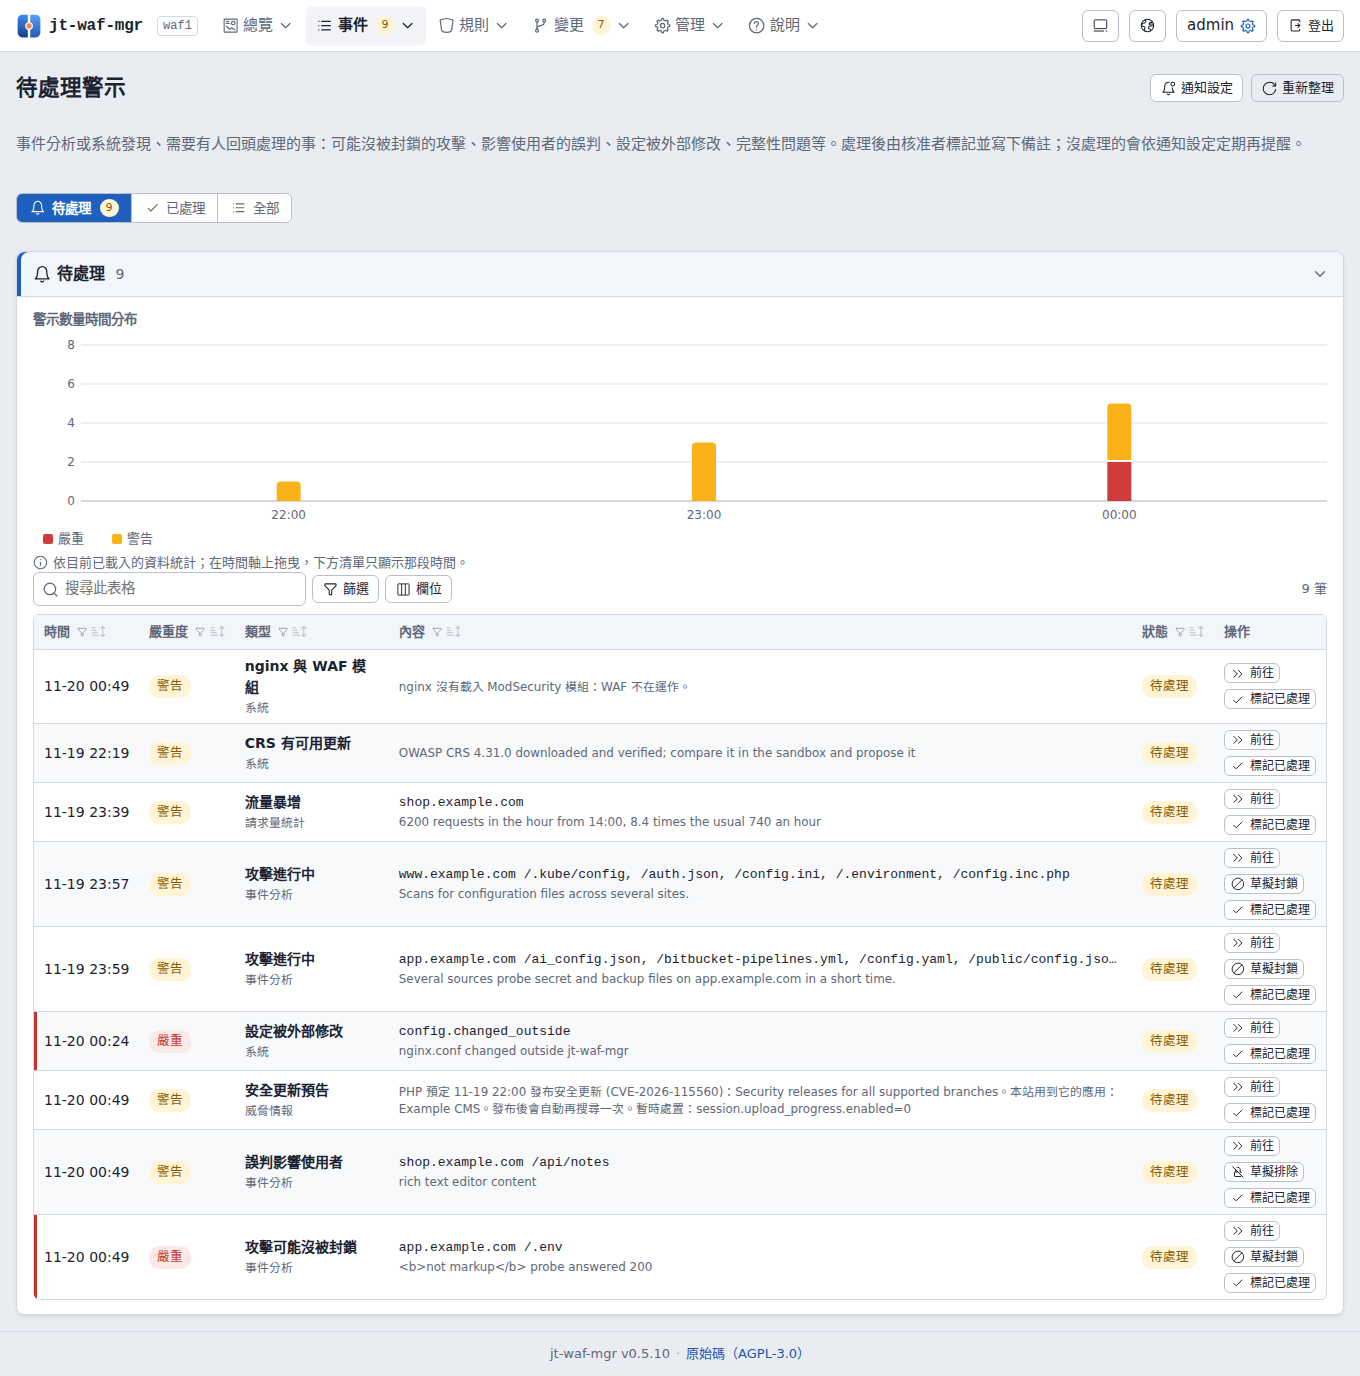 jt-waf-mgr waf1 總覽 事件 9 規則 變更 7 管理 說明 admin 登出
待處理警示 通知設定 重新整理
事件分析或系統發現、需要有人回頭處理的事：可能沒被封鎖的攻擊、影響使用者的誤判、設定被外部修改、完整性問題等。處理後由核准者標記並寫下備註；沒處理的會依通知設定定期再提醒。
待處理 9 已處理 全部
待處理 9
警示數量時間分布
8
6
4
2
0
22:00 23:00 00:00
嚴重 警告
依目前已載入的資料統計；在時間軸上拖曳，下方清單只顯示那段時間。
搜尋此表格 篩選 欄位 9 筆
時間 嚴重度 類型 內容 狀態 操作
11-20 00:49 警告 nginx 與 WAF 模組 系統 nginx 沒有載入 ModSecurity 模組：WAF 不在運作。 待處理 前往 標記已處理
11-19 22:19 警告 CRS 有可用更新 系統 OWASP CRS 4.31.0 downloaded and verified; compare it in the sandbox and propose it 待處理 前往 標記已處理
11-19 23:39 警告 流量暴增 請求量統計 shop.example.com 6200 requests in the hour from 14:00, 8.4 times the usual 740 an hour 待處理 前往 標記已處理
11-19 23:57 警告 攻擊進行中 事件分析 www.example.com /.kube/config, /auth.json, /config.ini, /.environment, /config.inc.php Scans for configuration files across several sites. 待處理 前往 草擬封鎖 標記已處理
11-19 23:59 警告 攻擊進行中 事件分析 app.example.com /ai_config.json, /bitbucket-pipelines.yml, /config.yaml, /public/config.jso… Several sources probe secret and backup files on app.example.com in a short time. 待處理 前往 草擬封鎖 標記已處理
11-20 00:24 嚴重 設定被外部修改 系統 config.changed_outside nginx.conf changed outside jt-waf-mgr 待處理 前往 標記已處理
11-20 00:49 警告 安全更新預告 威脅情報 PHP 預定 11-19 22:00 發布安全更新 (CVE-2026-115560)：Security releases for all supported branches。本站用到它的應用：Example CMS。發布後會自動再搜尋一次。暫時處置：session.upload_progress.enabled=0 待處理 前往 標記已處理
11-20 00:49 警告 誤判影響使用者 事件分析 shop.example.com /api/notes rich text editor content 待處理 前往 草擬排除 標記已處理
11-20 00:49 嚴重 攻擊可能沒被封鎖 事件分析 app.example.com /.env <b>not markup</b> probe answered 200 待處理 前往 草擬封鎖 標記已處理
jt-waf-mgr v0.5.10 · 原始碼（AGPL-3.0）